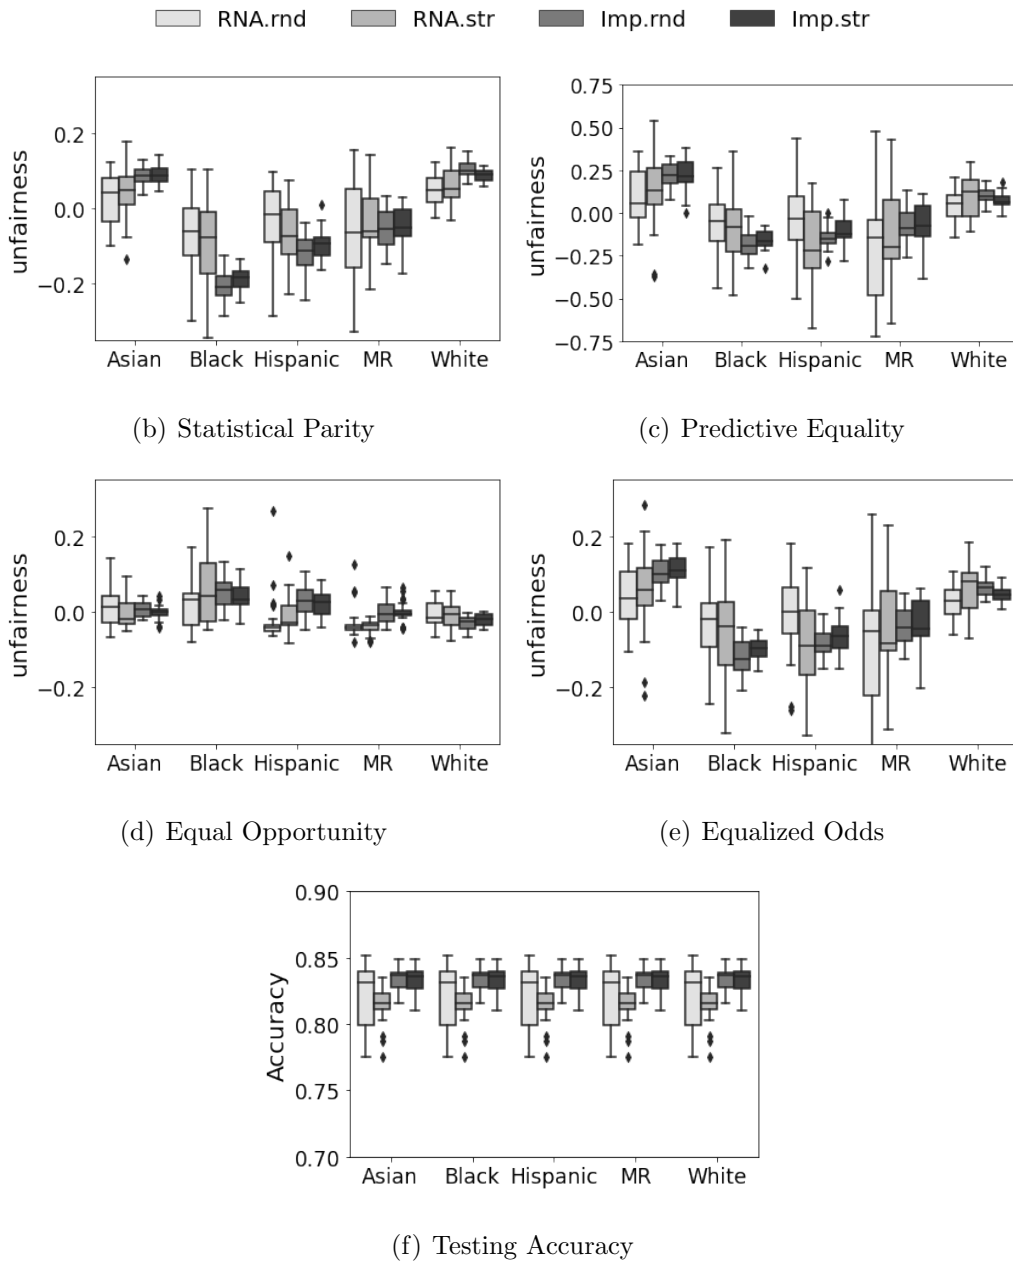 RNA.rnd RNA.str Imp.rnd Imp.str
unfairness
0.2
0.0
−0.2
Asian Black Hispanic MR White
(b) Statistical Parity
unfairness
0.75
0.50
0.25
0.00
−0.25
−0.50
−0.75
Asian Black Hispanic MR White
(c) Predictive Equality
unfairness
0.2
0.0
−0.2
Asian Black Hispanic MR White
(d) Equal Opportunity
unfairness
0.2
0.0
−0.2
Asian Black Hispanic MR White
(e) Equalized Odds
Accuracy
0.90
0.85
0.80
0.75
0.70
Asian Black Hispanic MR White
(f) Testing Accuracy